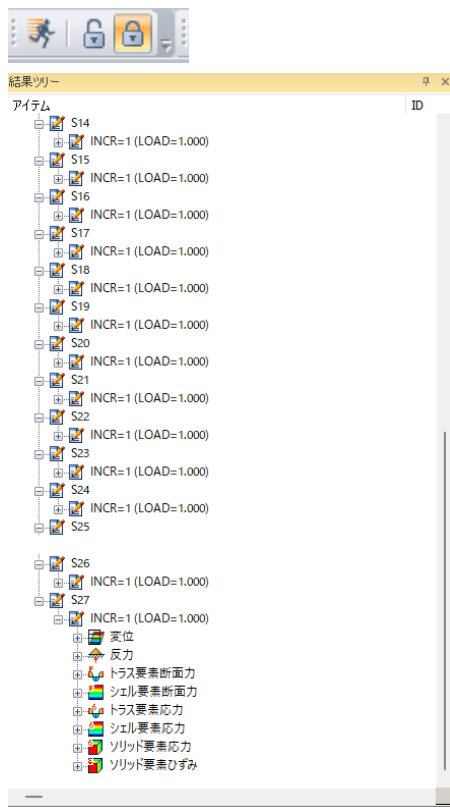 結果ツリー
アイテム ID
S14
INCR=1 (LOAD=1.000)
S15
INCR=1 (LOAD=1.000)
S16
INCR=1 (LOAD=1.000)
S17
INCR=1 (LOAD=1.000)
S18
INCR=1 (LOAD=1.000)
S19
INCR=1 (LOAD=1.000)
S20
INCR=1 (LOAD=1.000)
S21
INCR=1 (LOAD=1.000)
S22
INCR=1 (LOAD=1.000)
S23
INCR=1 (LOAD=1.000)
S24
INCR=1 (LOAD=1.000)
S25
S26
INCR=1 (LOAD=1.000)
S27
INCR=1 (LOAD=1.000)
変位
反力
トラス要素断面力
シェル要素断面力
トラス要素応力
シェル要素応力
ソリッド要素応力
ソリッド要素ひずみ